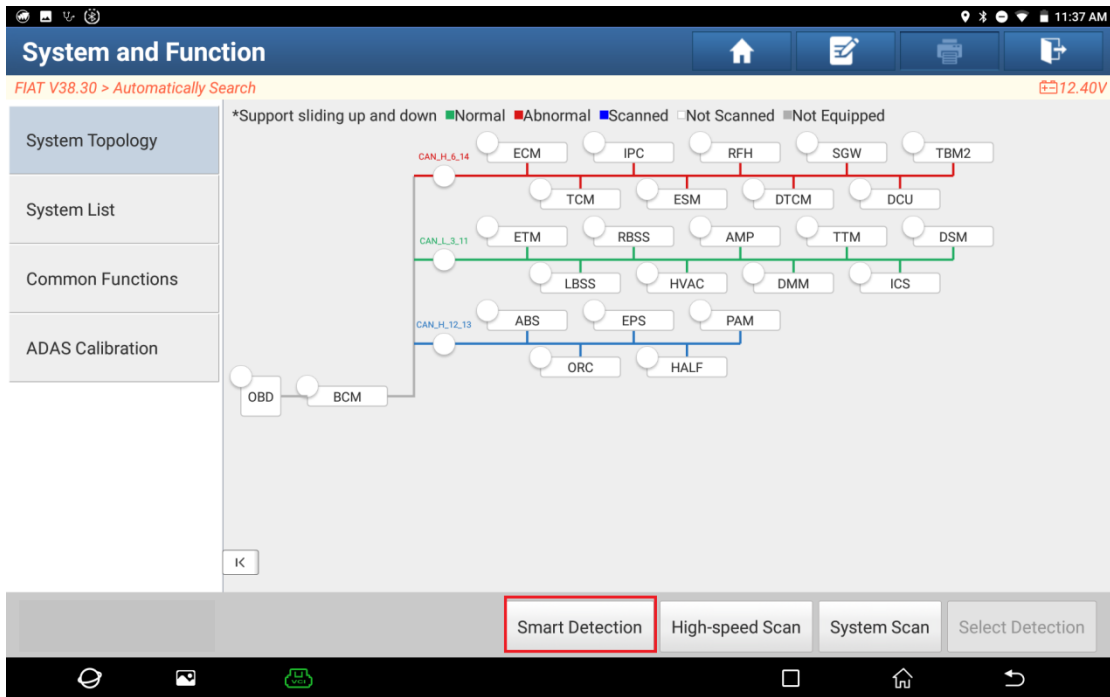 11:37 AM
System and Function
FIAT V38.30 > Automatically Search
12.40V
System Topology
System List
Common Functions
ADAS Calibration
*Support sliding up and down Normal Abnormal Scanned Not Scanned Not Equipped
CAN_H_6_14
ECM IPC RFH SGW TBM2
TCM ESM DTCM DCU
CAN_L_3_11
ETM RBSS AMP TTM DSM
LBSS HVAC DMM ICS
CAN_H_12_13
ABS EPS PAM
ORC HALF
OBD BCM
Smart Detection High-speed Scan System Scan Select Detection
VCI